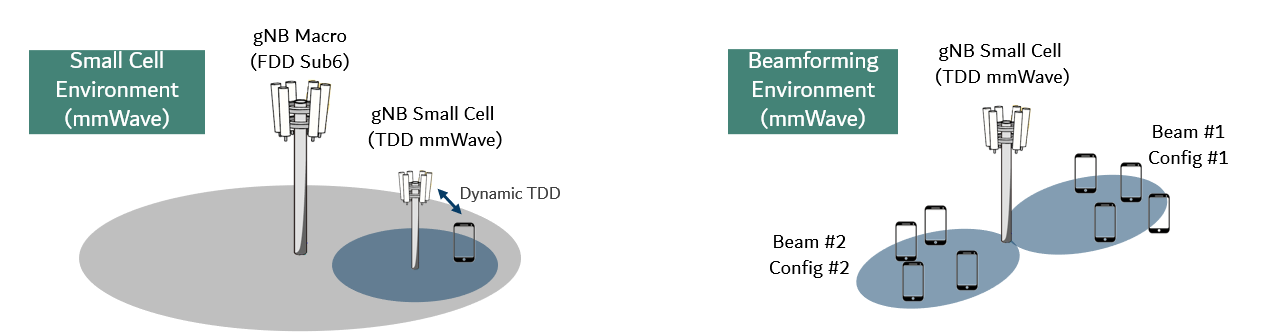 Small Cell
Environment
(mmWave)
gNB Macro
(FDD Sub6)
gNB Small Cell
(TDD mmWave)
Dynamic TDD
Beamforming
Environment
(mmWave)
gNB Small Cell
(TDD mmWave)
Beam #1
Config #1
Beam #2
Config #2